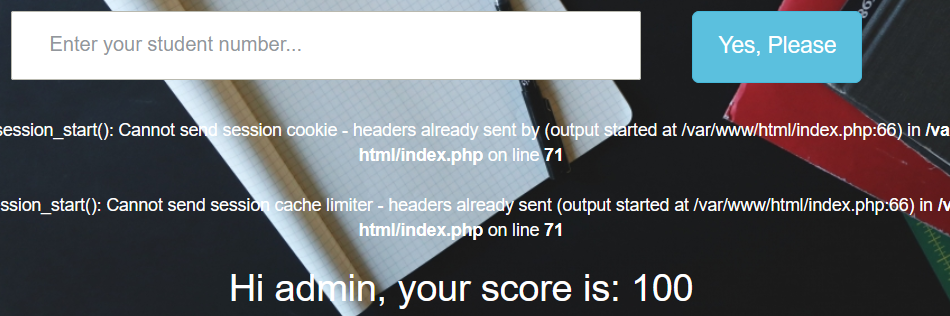 Enter your student number...
Yes, Please
session_start(): Cannot send session cookie - headers already sent by (output started at /var/www/html/index.php:66) in /va
html/index.php on line 71
ssion_start(): Cannot send session cache limiter - headers already sent (output started at /var/www/html/index.php:66) in /v
html/index.php on line 71
Hi admin, your score is: 100